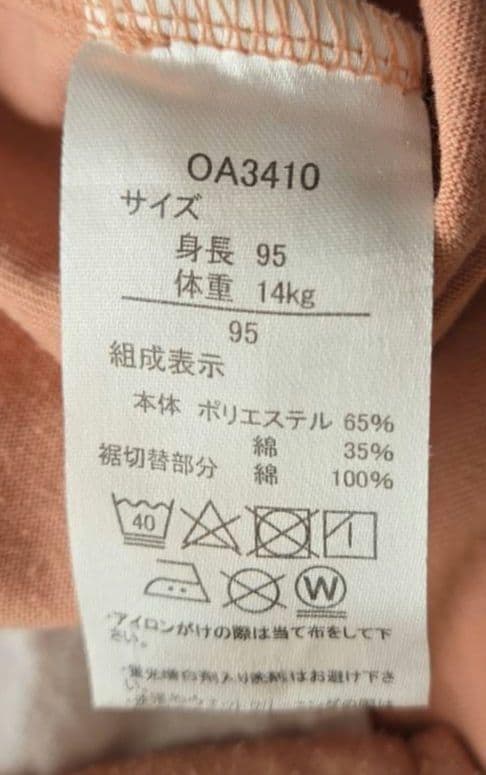 OA3410
サイズ
身長 95
体重 14kg
95
組成表示
本体 ポリエステル 65%
綿 35%
裾切替部分 綿 100%
40
W
・アイロンがけの際は当て布をして下
さい。
・蛍光増白剤入り洗剤はお避け下さ
い。